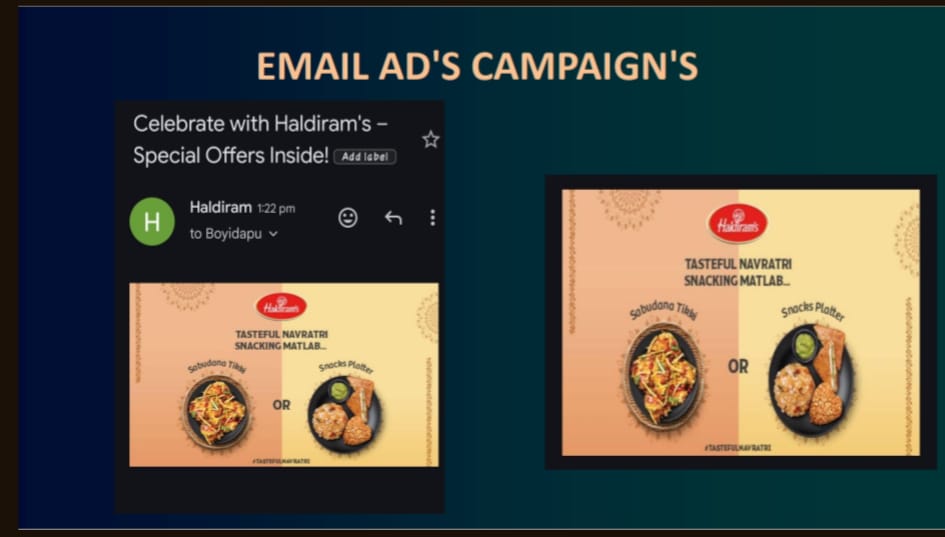 EMAIL AD'S CAMPAIGN'S
Celebrate with Haldiram's –
Special Offers Inside! Add label
H
Haldiram 1:22 pm
to Boyidapu
Haldiram's
TASTEFUL NAVRATRI
SNACKING MATLAB...
Sabudana Tikki
Snacks Platter
OR
#TASTEFULNAVRATRI
Haldiram's
TASTEFUL NAVRATRI
SNACKING MATLAB...
Sabudana Tikki
Snacks Platter
OR
#TASTEFULNAVRATRI